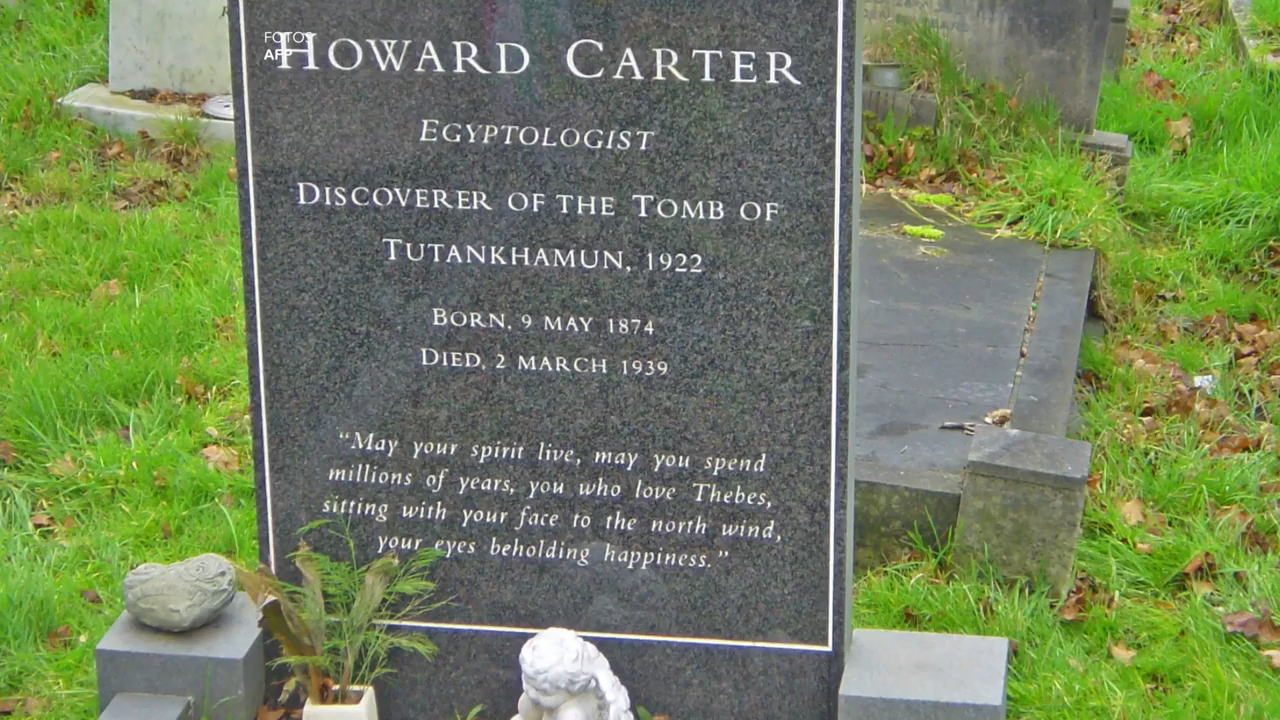 FOTOS
AFP
HOWARD CARTER
EGYPTOLOGIST
DISCOVERER OF THE TOMB OF
TUTANKHAMUN, 1922
BORN, 9 MAY 1874
DIED, 2 MARCH 1939
“May your spirit live, may you spend
millions of years, you who love Thebes,
sitting with your face to the north wind,
your eyes beholding happiness.”